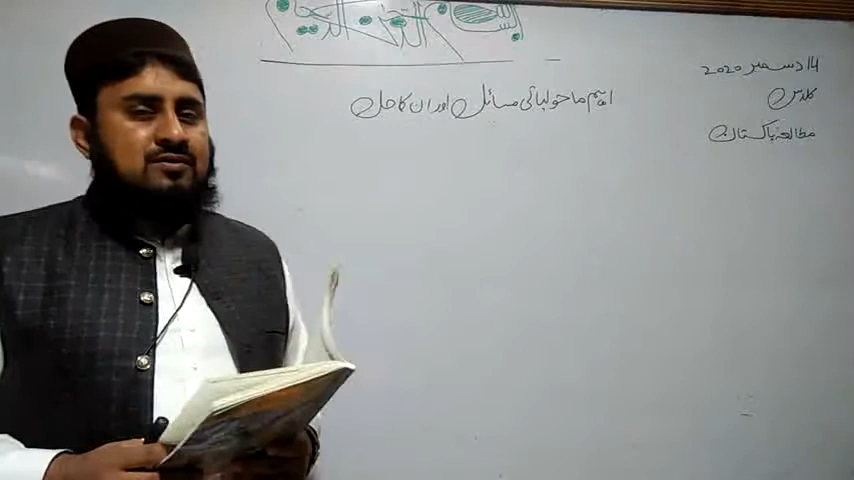 بسم اللہ الرحمن الرحیم
14 دسمبر 2020
اہم ماحولیاتی مسائل اور ان کا حل
کلاس
مطالعہ پاکستان